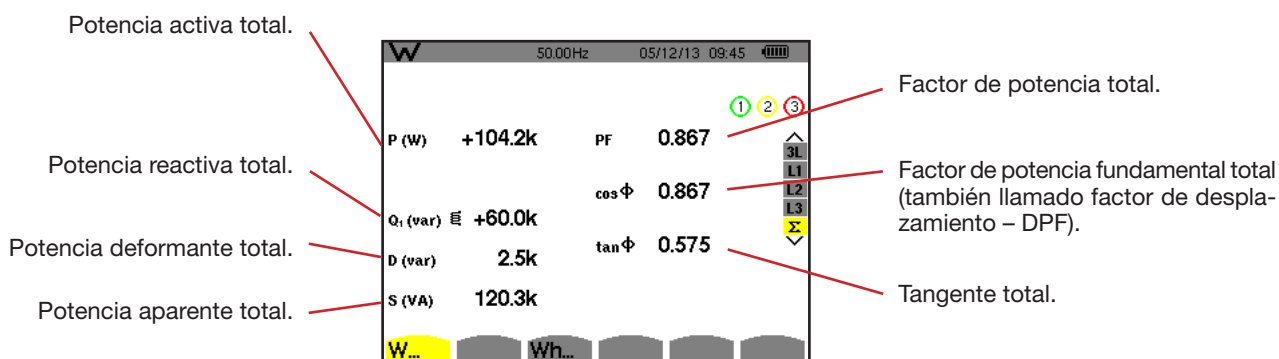 Potencia activa total.
W 50.00Hz 05/12/13 09:45
Factor de potencia total.
1 2 3
P (W) +104.2k PF 0.867
3L
L1
Potencia reactiva total.
Factor de potencia fundamental total
(también llamado factor de despla-
zamiento – DPF).
cos Φ 0.867
L2
L3
Q₁ (var) +60.0k
Σ
Potencia deformante total.
D (var) 2.5k
tan Φ 0.575
Tangente total.
Potencia aparente total.
S (VA) 120.3k
W... Wh...